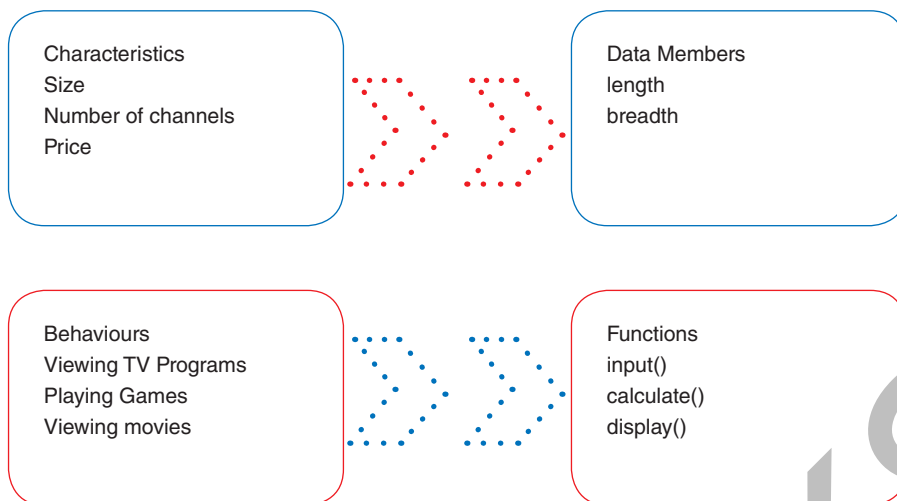 Characteristics
Size
Number of channels
Price
Data Members
length
breadth
Behaviours
Viewing TV Programs
Playing Games
Viewing movies
Functions
input()
calculate()
display()